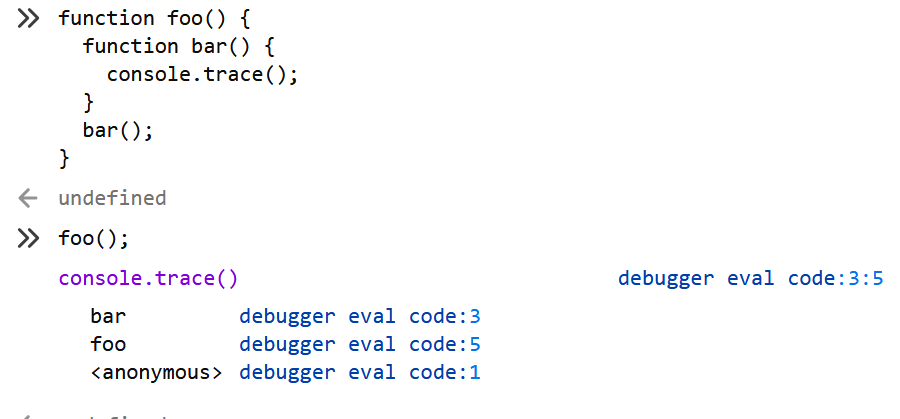 function foo() {
function bar() {
console.trace();
}
bar();
}
undefined
foo();
console.trace() debugger eval code:3:5
bar debugger eval code:3
foo debugger eval code:5
<anonymous> debugger eval code:1